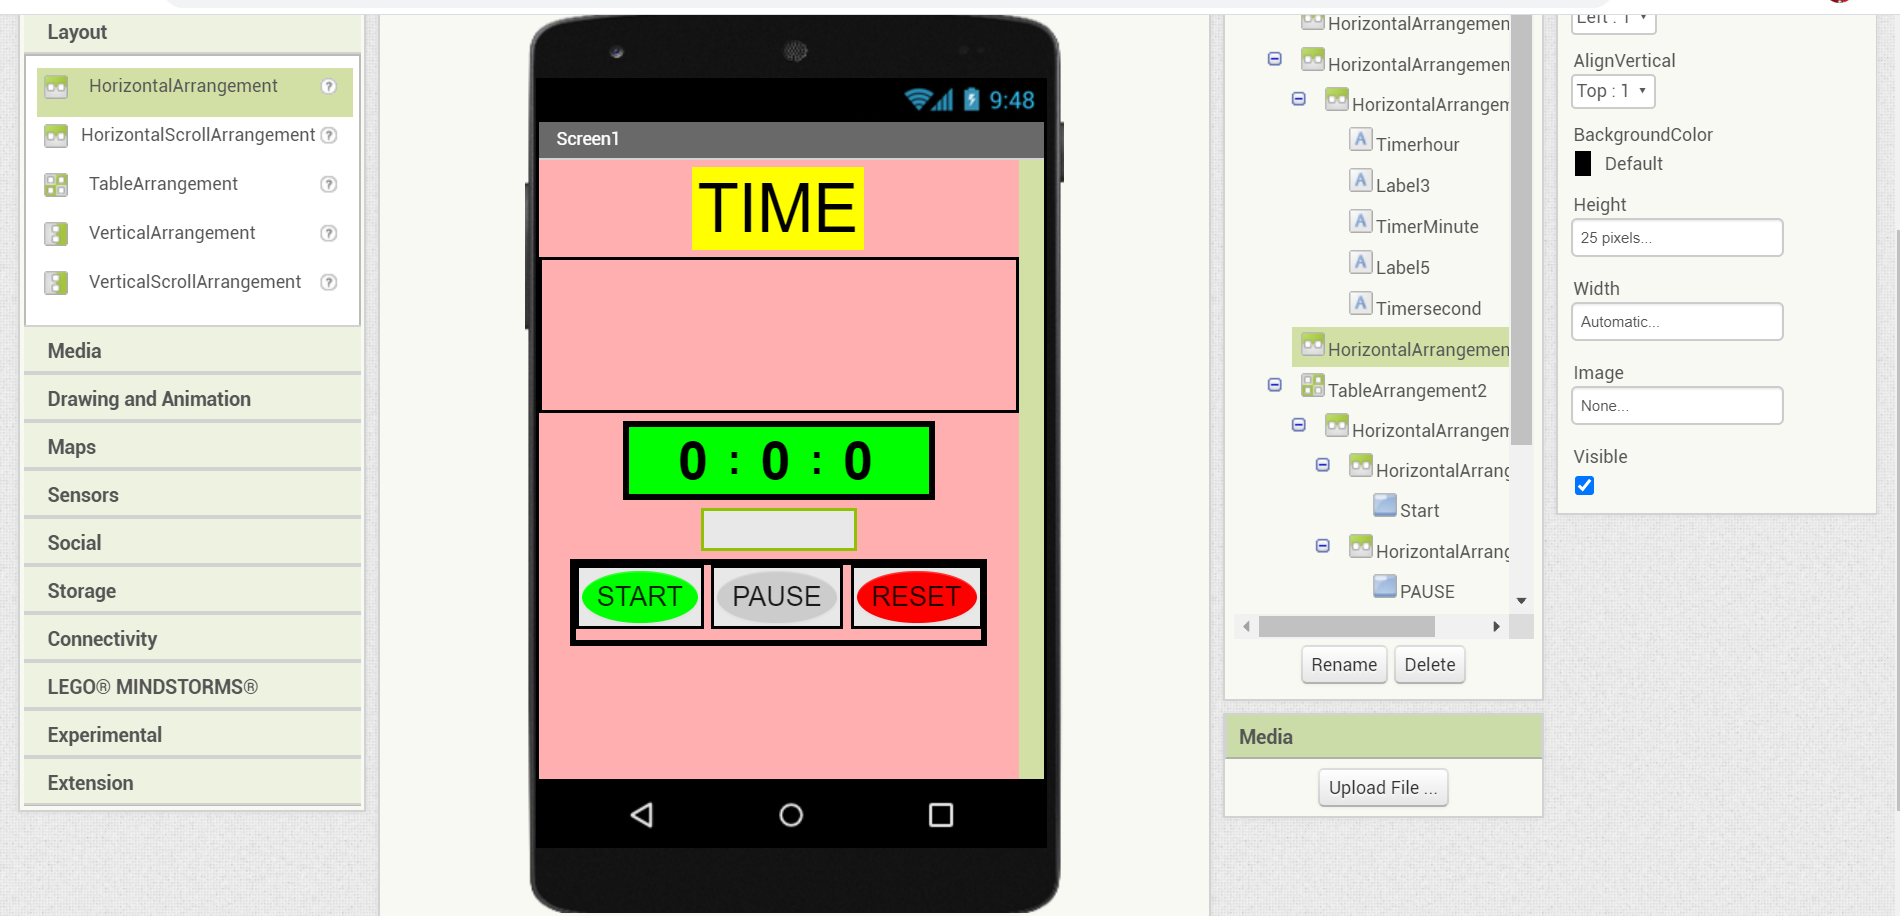 Layout
HorizontalArrangement ?
HorizontalScrollArrangement ?
TableArrangement ?
VerticalArrangement ?
VerticalScrollArrangement ?
Media
Drawing and Animation
Maps
Sensors
Social
Storage
Connectivity
LEGO® MINDSTORMS®
Experimental
Extension
9:48
Screen1
TIME
0 : 0 : 0
START PAUSE RESET
HorizontalArrangemen
HorizontalArrangemen
HorizontalArrangem
A Timerhour
A Label3
A TimerMinute
A Label5
A Timersecond
HorizontalArrangemen
TableArrangement2
HorizontalArrangem
HorizontalArrang
Start
HorizontalArrang
PAUSE
Rename Delete
Media
Upload File ...
Left : 1
AlignVertical
Top : 1
BackgroundColor
Default
Height
25 pixels...
Width
Automatic...
Image
None...
Visible